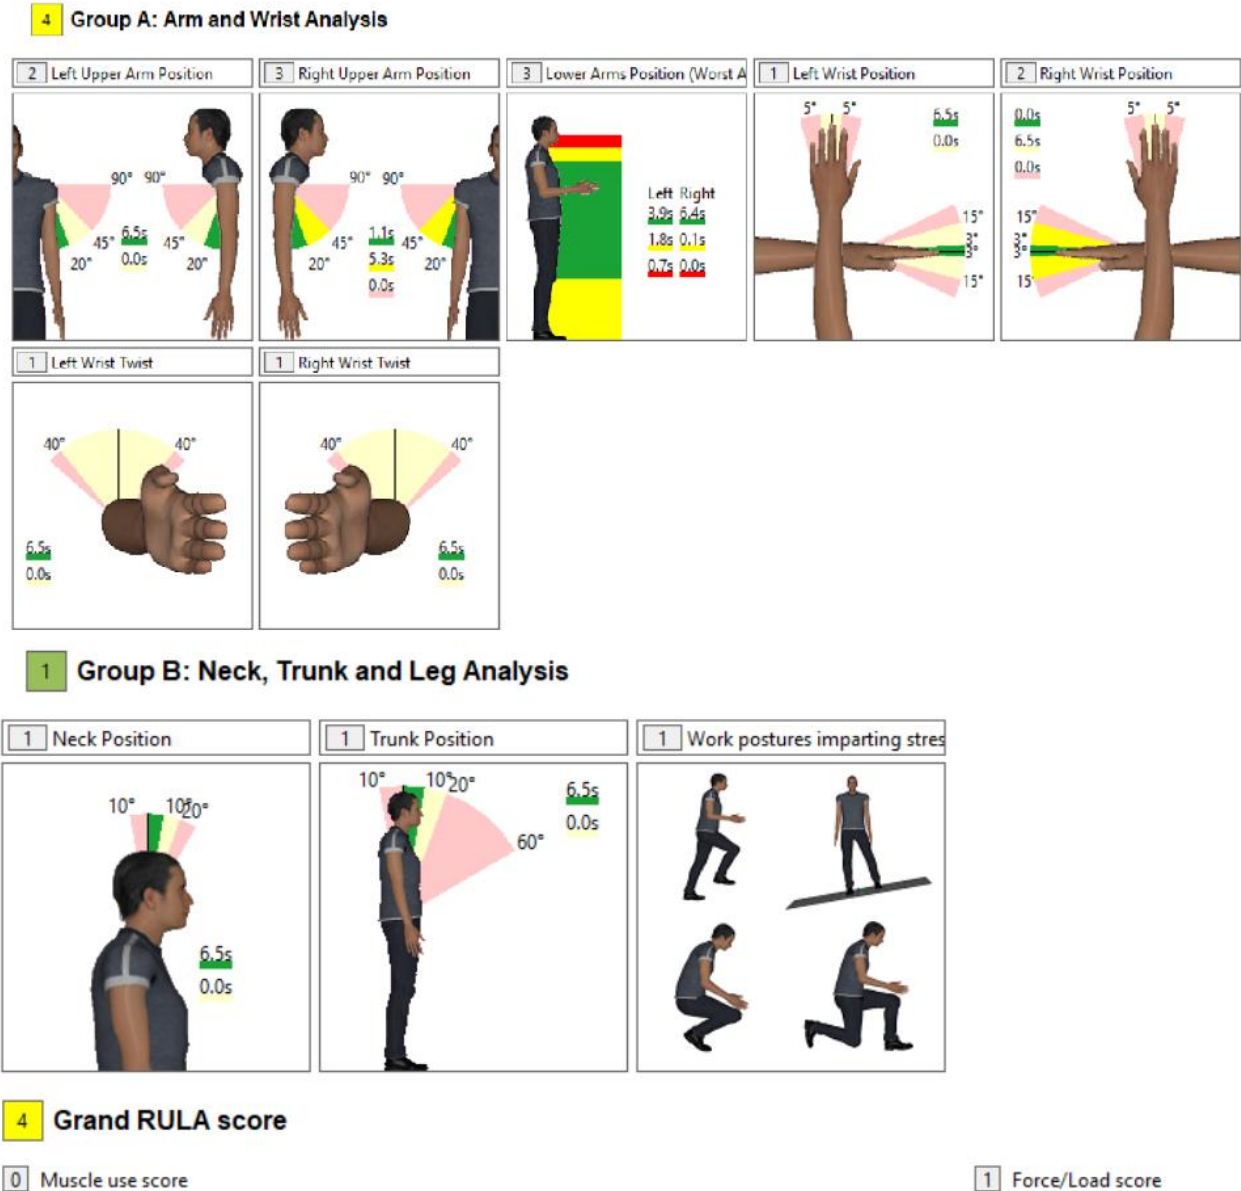 4 Group A: Arm and Wrist Analysis
2 Left Upper Arm Position
3 Right Upper Arm Position
3 Lower Arms Position (Worst A
1 Left Wrist Position
2 Right Wrist Position
90° 90°
45° 45°
20° 20°
6.5s
0.0s
90° 90°
45° 45°
20° 20°
1.1s
5.3s
0.0s
Left Right
3.9s 6.4s
1.8s 0.1s
0.7s 0.0s
5° 5°
6.5s
0.0s
15°
3°
3°
15°
0.0s
6.5s
0.0s
5° 5°
15°
3°
3°
15°
1 Left Wrist Twist
1 Right Wrist Twist
40° 40°
6.5s
0.0s
40° 40°
6.5s
0.0s
1 Group B: Neck, Trunk and Leg Analysis
1 Neck Position
1 Trunk Position
1 Work postures imparting stres
10° 10° 20°
6.5s
0.0s
10° 10° 20°
60°
6.5s
0.0s
4 Grand RULA score
0 Muscle use score
1 Force/Load score